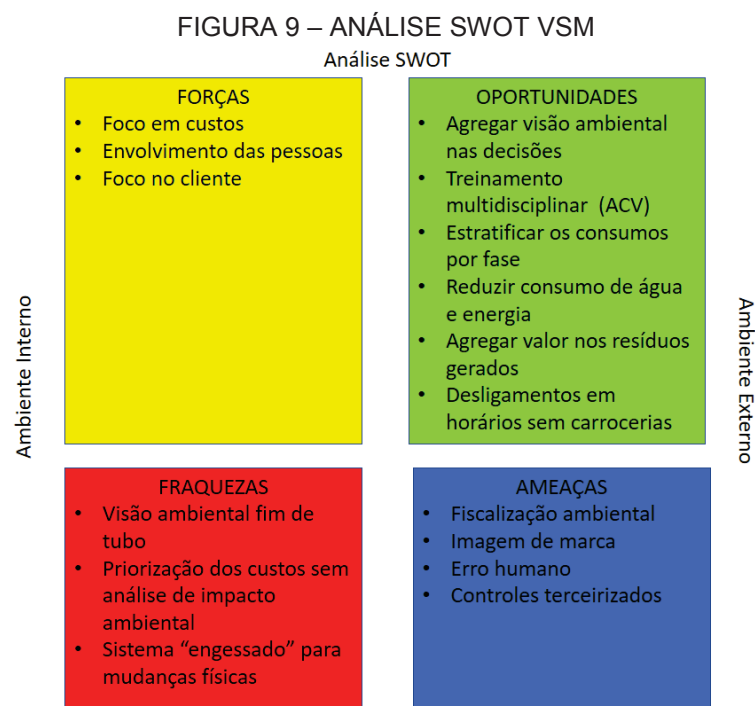 FIGURA 9 – ANÁLISE SWOT VSM
Análise SWOT
Ambiente Interno
FORÇAS
• Foco em custos
• Envolvimento das pessoas
• Foco no cliente
OPORTUNIDADES
• Agregar visão ambiental
nas decisões
• Treinamento
multidisciplinar (ACV)
• Estratificar os consumos
por fase
• Reduzir consumo de água
e energia
• Agregar valor nos resíduos
gerados
• Desligamentos em
horários sem carrocerias
Ambiente Externo
FRAQUEZAS
• Visão ambiental fim de
tubo
• Priorização dos custos sem
análise de impacto
ambiental
• Sistema “engessado” para
mudanças físicas
AMEAÇAS
• Fiscalização ambiental
• Imagem de marca
• Erro humano
• Controles terceirizados